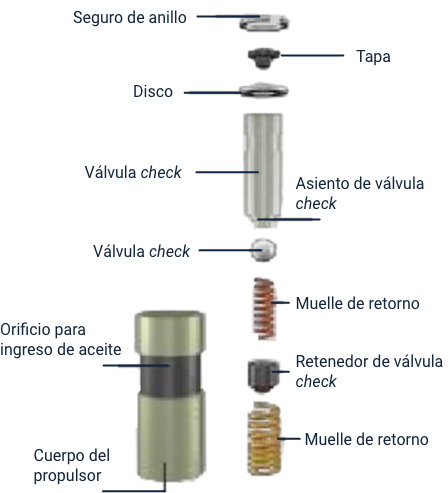 Seguro de anillo
Tapa
Disco
Válvula check
Asiento de válvula
check
Válvula check
Muelle de retorno
Orificio para
ingreso de aceite
Retenedor de válvula
check
Muelle de retorno
Cuerpo del
propulsor